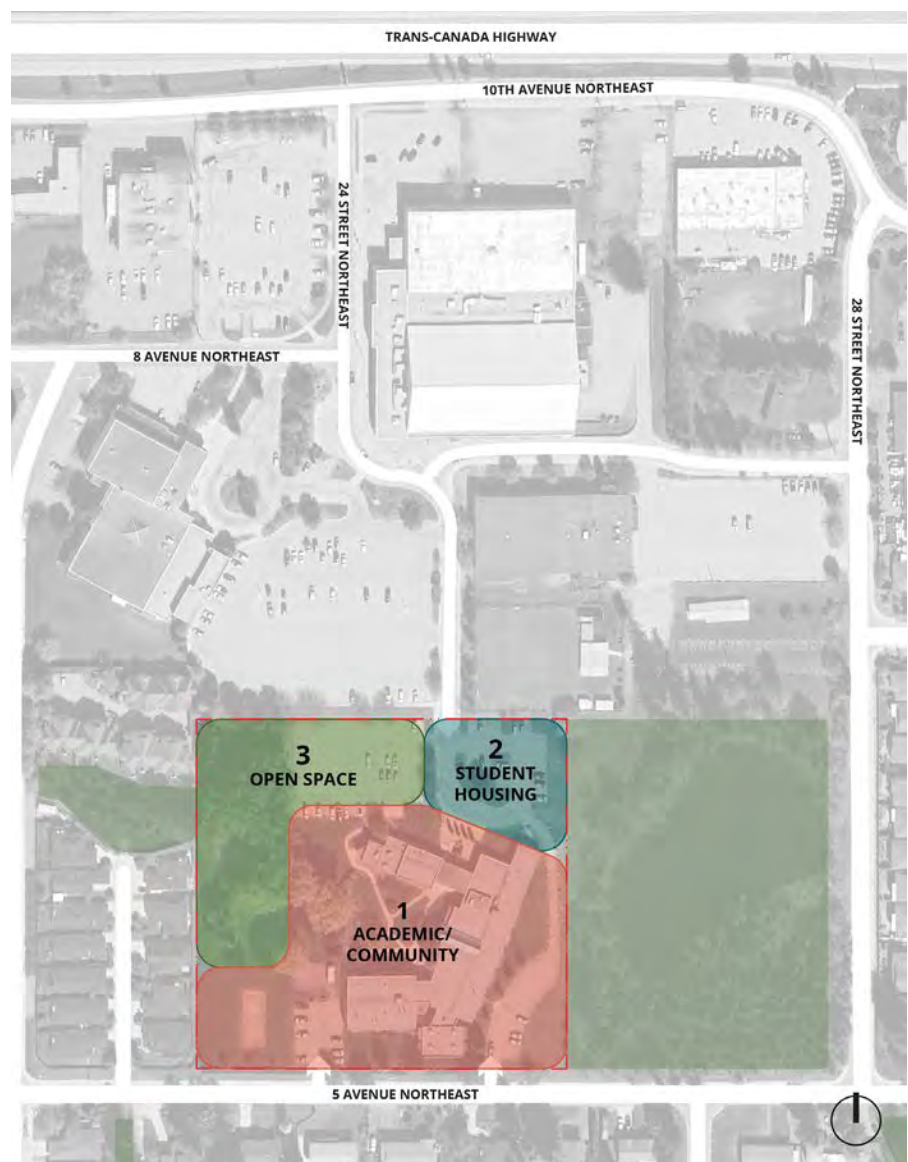 TRANS-CANADA HIGHWAY
10TH AVENUE NORTHEAST
24 STREET NORTHEAST
28 STREET NORTHEAST
8 AVENUE NORTHEAST
3
OPEN SPACE
2
STUDENT
HOUSING
1
ACADEMIC/
COMMUNITY
5 AVENUE NORTHEAST